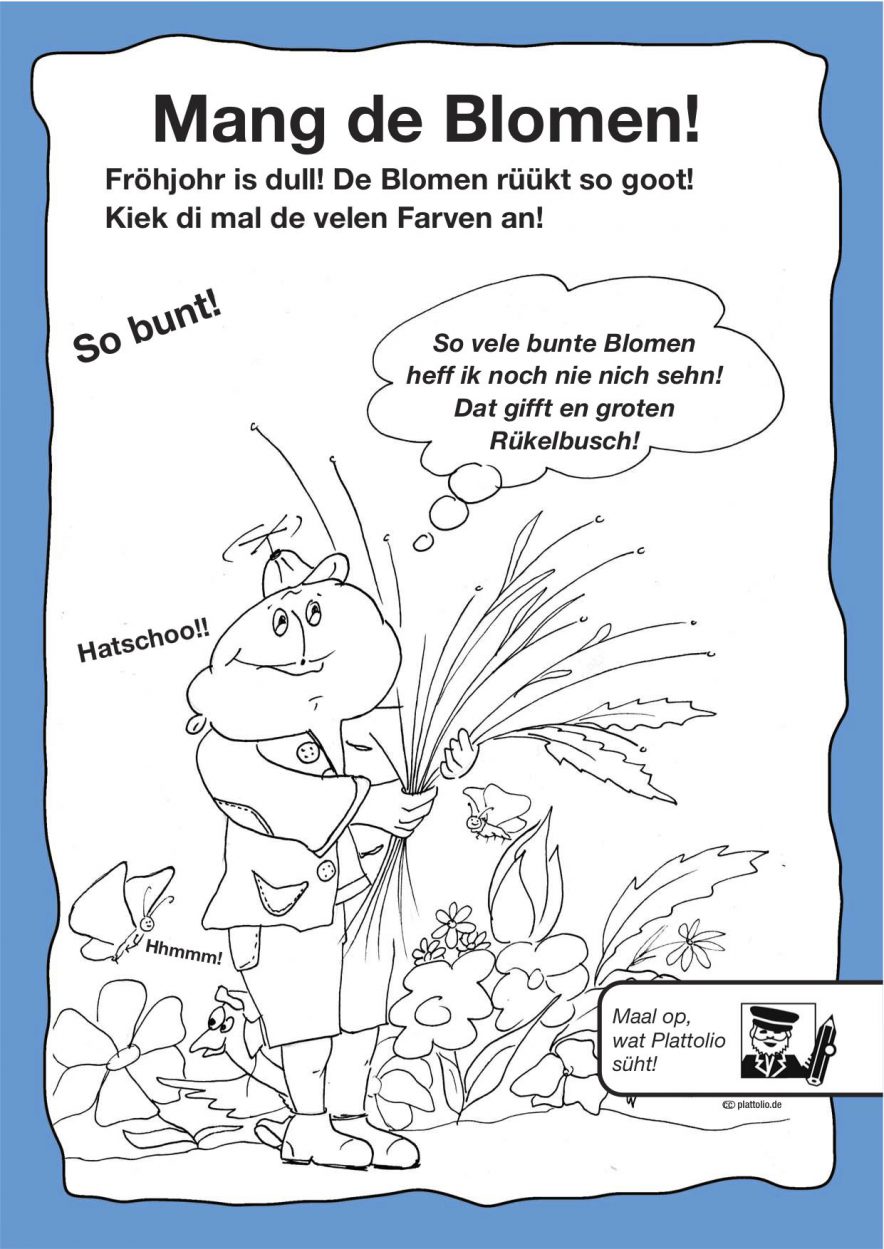 Mang de Blomen!
Fröhjohr is dull! De Blomen rüükt so goot!
Kiek di mal de velen Farven an!
So bunt!
So vele bunte Blomen
heff ik noch nie nich sehn!
Dat gifft en groten
Rükelbusch!
Hatschoo!!
Hhmmm!
Maal op,
wat Plattolio
süht!
cc plattolio.de